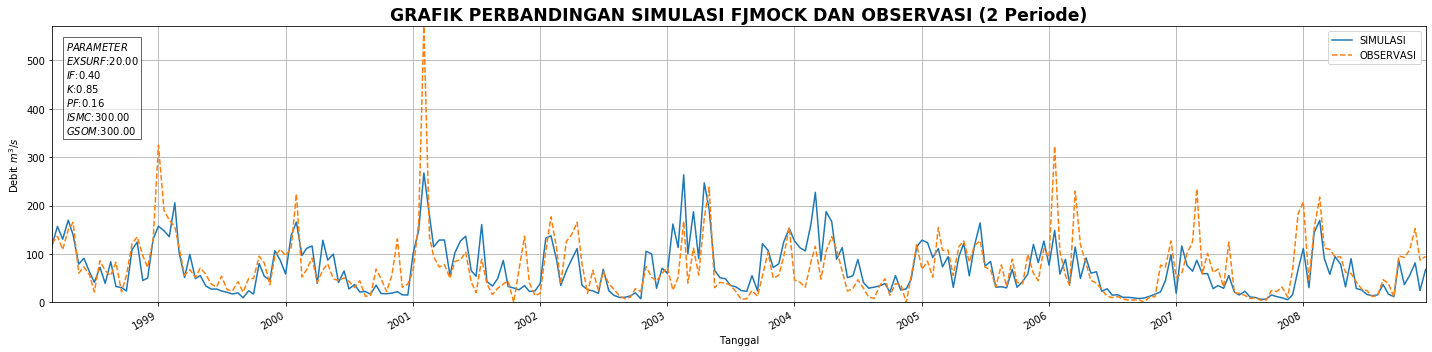 GRAFIK PERBANDINGAN SIMULASI FJMOCK DAN OBSERVASI (2 Periode)
PARAMETER
EXSURF:20.00
IF:0.40
K:0.85
PF:0.16
ISMC:300.00
GSOM:300.00
SIMULASI
OBSERVASI
Debit m³/s
500
400
300
200
100
0
1999
2000
2001
2002
2003
2004
2005
2006
2007
2008
Tanggal